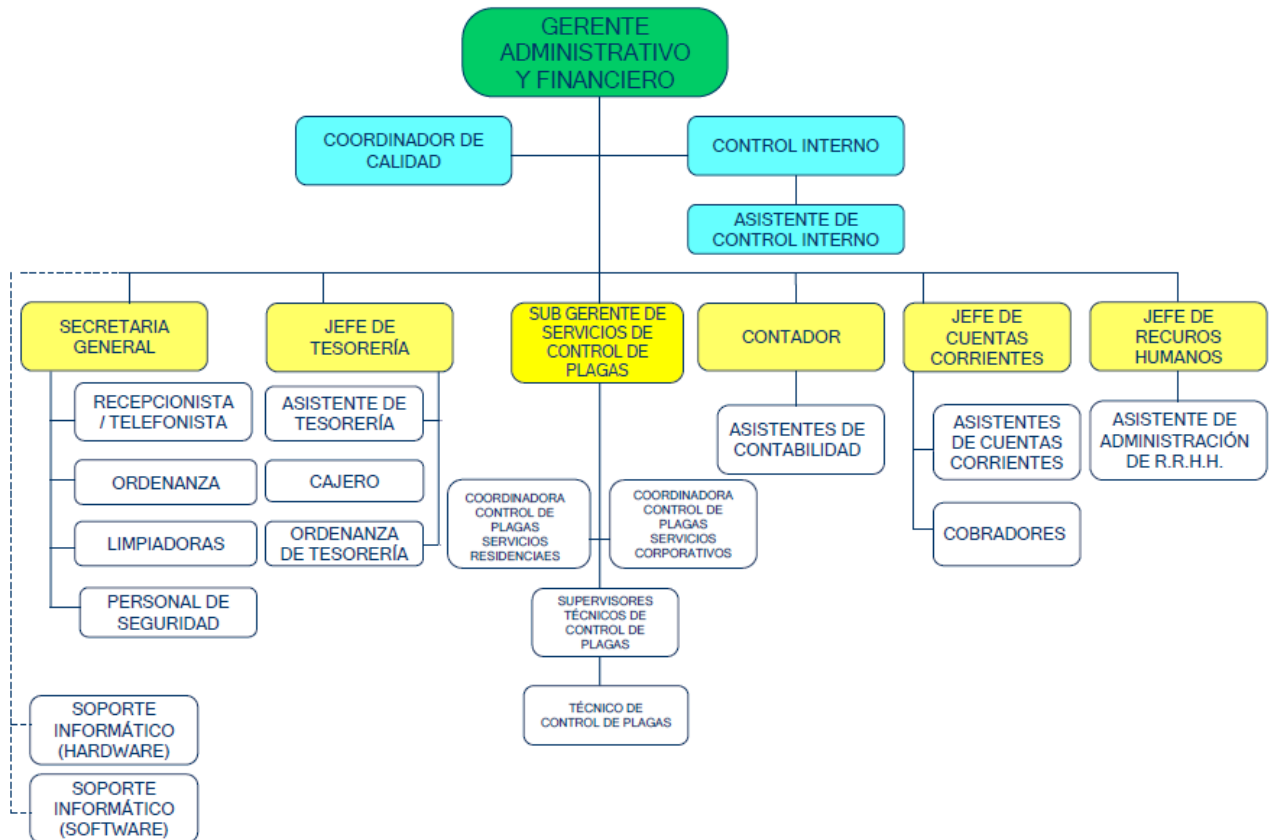 GERENTE
ADMINISTRATIVO
Y FINANCIERO
COORDINADOR DE
CALIDAD
CONTROL INTERNO
ASISTENTE DE
CONTROL INTERNO
SECRETARIA
GENERAL
JEFE DE
TESORERÍA
SUB GERENTE DE
SERVICIOS DE
CONTROL DE
PLAGAS
CONTADOR
JEFE DE
CUENTAS
CORRIENTES
JEFE DE
RECUROS
HUMANOS
RECEPCIONISTA
/ TELEFONISTA
ORDENANZA
LIMPIADORAS
PERSONAL DE
SEGURIDAD
ASISTENTE DE
TESORERÍA
CAJERO
ORDENANZA
DE TESORERÍA
COORDINADORA
CONTROL DE
PLAGAS
SERVICIOS
RESIDENCIAES
COORDINADORA
CONTROL DE
PLAGAS
SERVICIOS
CORPORATIVOS
SUPERVISORES
TÉCNICOS DE
CONTROL DE
PLAGAS
TÉCNICO DE
CONTROL DE PLAGAS
ASISTENTES DE
CONTABILIDAD
ASISTENTES
DE CUENTAS
CORRIENTES
COBRADORES
ASISTENTE DE
ADMINISTRACIÓN
DE R.R.H.H.
SOPORTE
INFORMÁTICO
(HARDWARE)
SOPORTE
INFORMÁTICO
(SOFTWARE)